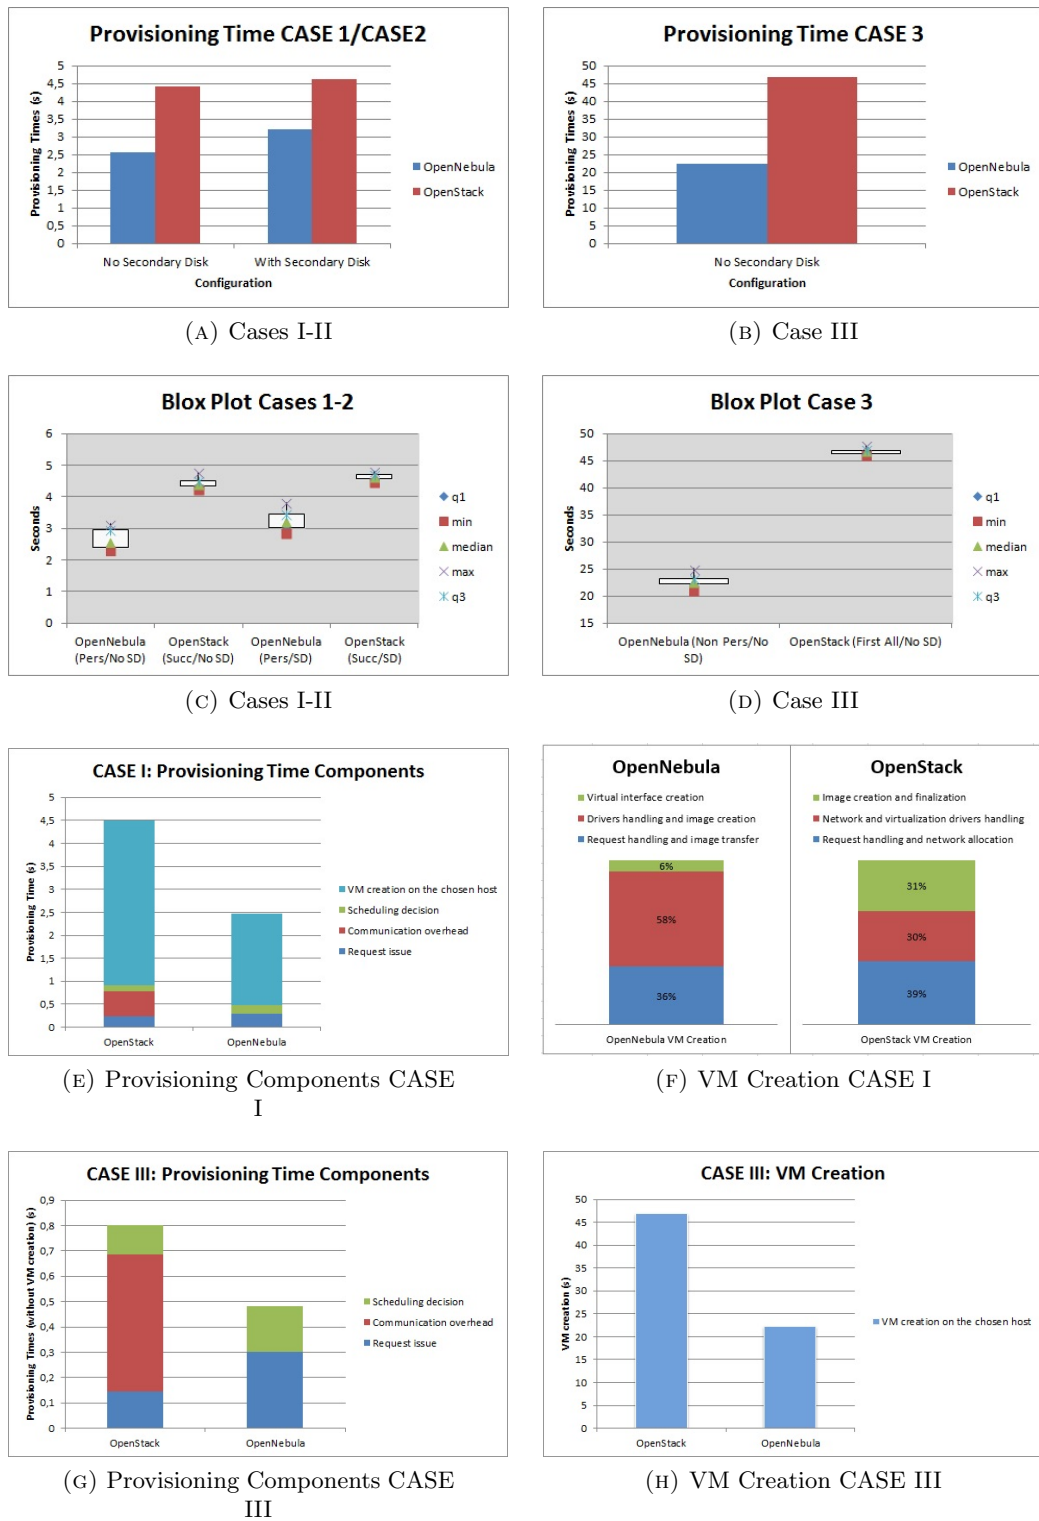 Provisioning Time CASE 1/CASE2
Provisioning Times (s)
5
4,5
4
3,5
3
2,5
2
1,5
1
0,5
0
No Secondary Disk
With Secondary Disk
Configuration
OpenNebula
OpenStack
(A) Cases I-II
Provisioning Time CASE 3
Provisioning Times (s)
50
45
40
35
30
25
20
15
10
5
0
No Secondary Disk
Configuration
OpenNebula
OpenStack
(B) Case III
Blox Plot Cases 1-2
Seconds
6
5
4
3
2
1
0
OpenNebula
(Pers/No SD)
OpenStack
(Succ/No SD)
OpenNebula
(Pers/SD)
OpenStack
(Succ/SD)
q1
min
median
max
q3
(C) Cases I-II
Blox Plot Case 3
Seconds
50
45
40
35
30
25
20
15
OpenNebula (Non Pers/No
SD)
OpenStack (First All/No SD)
q1
min
median
max
q3
(D) Case III
CASE I: Provisioning Time Components
Provisioning Time (s)
5
4,5
4
3,5
3
2,5
2
1,5
1
0,5
0
OpenStack
OpenNebula
VM creation on the chosen host
Scheduling decision
Communication overhead
Request issue
(E) Provisioning Components CASE
I
OpenNebula
Virtual interface creation
Drivers handling and image creation
Request handling and image transfer
6%
58%
36%
OpenNebula VM Creation
OpenStack
Image creation and finalization
Network and virtualization drivers handling
Request handling and network allocation
31%
30%
39%
OpenStack VM Creation
(F) VM Creation CASE I
CASE III: Provisioning Time Components
Provisioning Times (without VM creation) (s)
0,9
0,8
0,7
0,6
0,5
0,4
0,3
0,2
0,1
0
OpenStack
OpenNebula
Scheduling decision
Communication overhead
Request issue
(G) Provisioning Components CASE
III
CASE III: VM Creation
VM creation (s)
50
45
40
35
30
25
20
15
10
5
0
OpenStack
OpenNebula
VM creation on the chosen host
(H) VM Creation CASE III